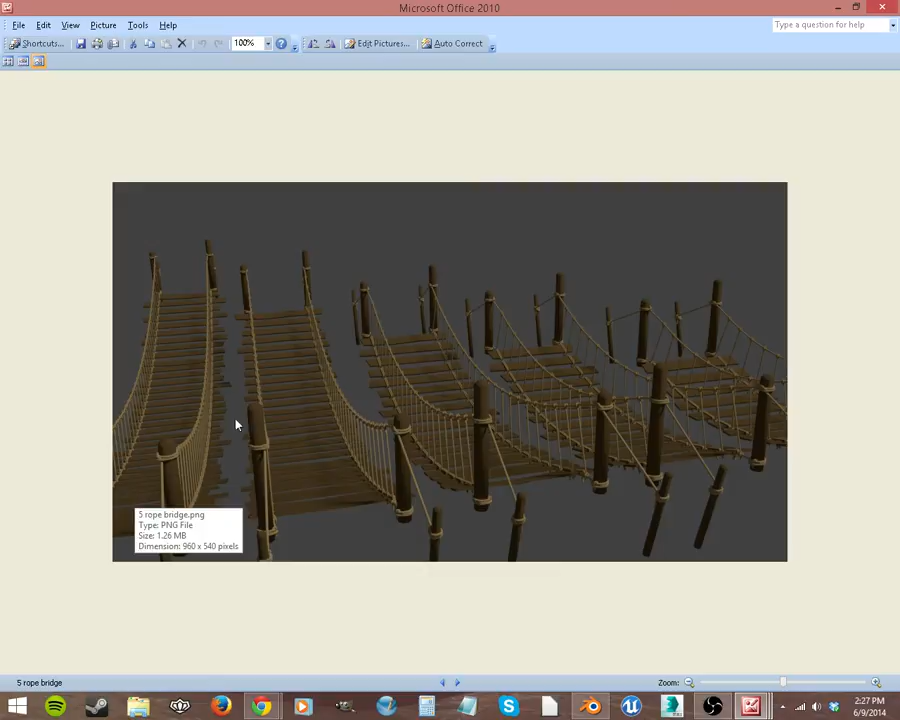 Microsoft Office 2010
File Edit View Picture Tools Help
Type a question for help
Shortcuts...
100%
Edit Pictures...
Auto Correct
5 rope bridge.png
Type: PNG File
Size: 1.26 MB
Dimension: 960 x 540 pixels
5 rope bridge
Zoom:
2:27 PM
6/9/2014